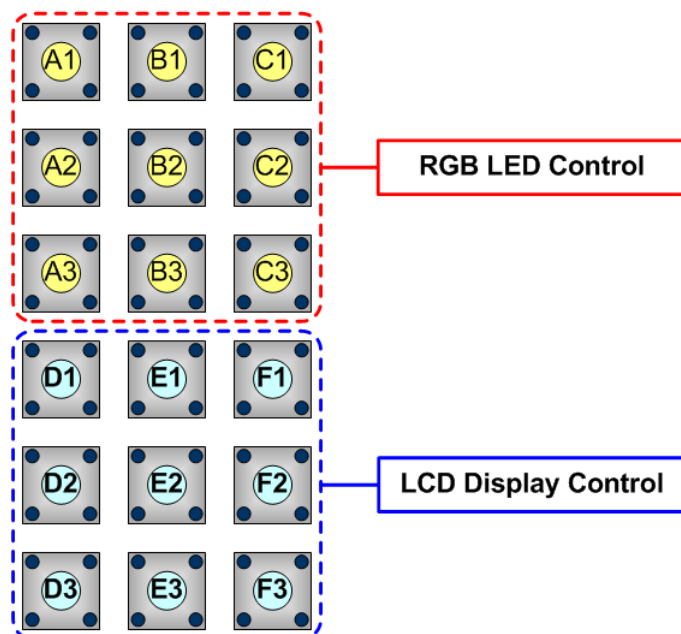 A1 B1 C1
A2 B2 C2
RGB LED Control
A3 B3 C3
D1 E1 F1
D2 E2 F2
LCD Display Control
D3 E3 F3